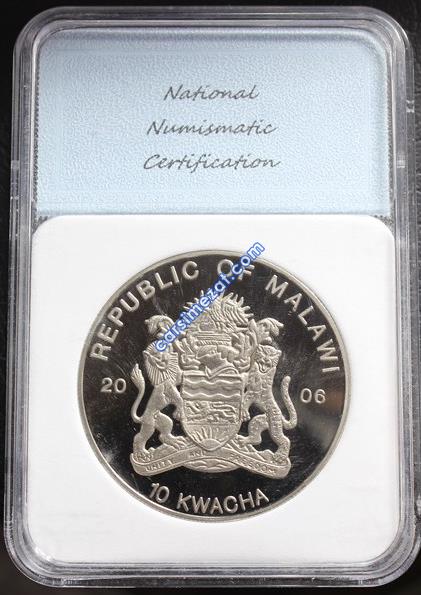 National
Numismatic
Certification
REPUBLIC OF MALAWI
carsimezat.com
20 06
UNITY AND FREEDOM
10 KWACHA